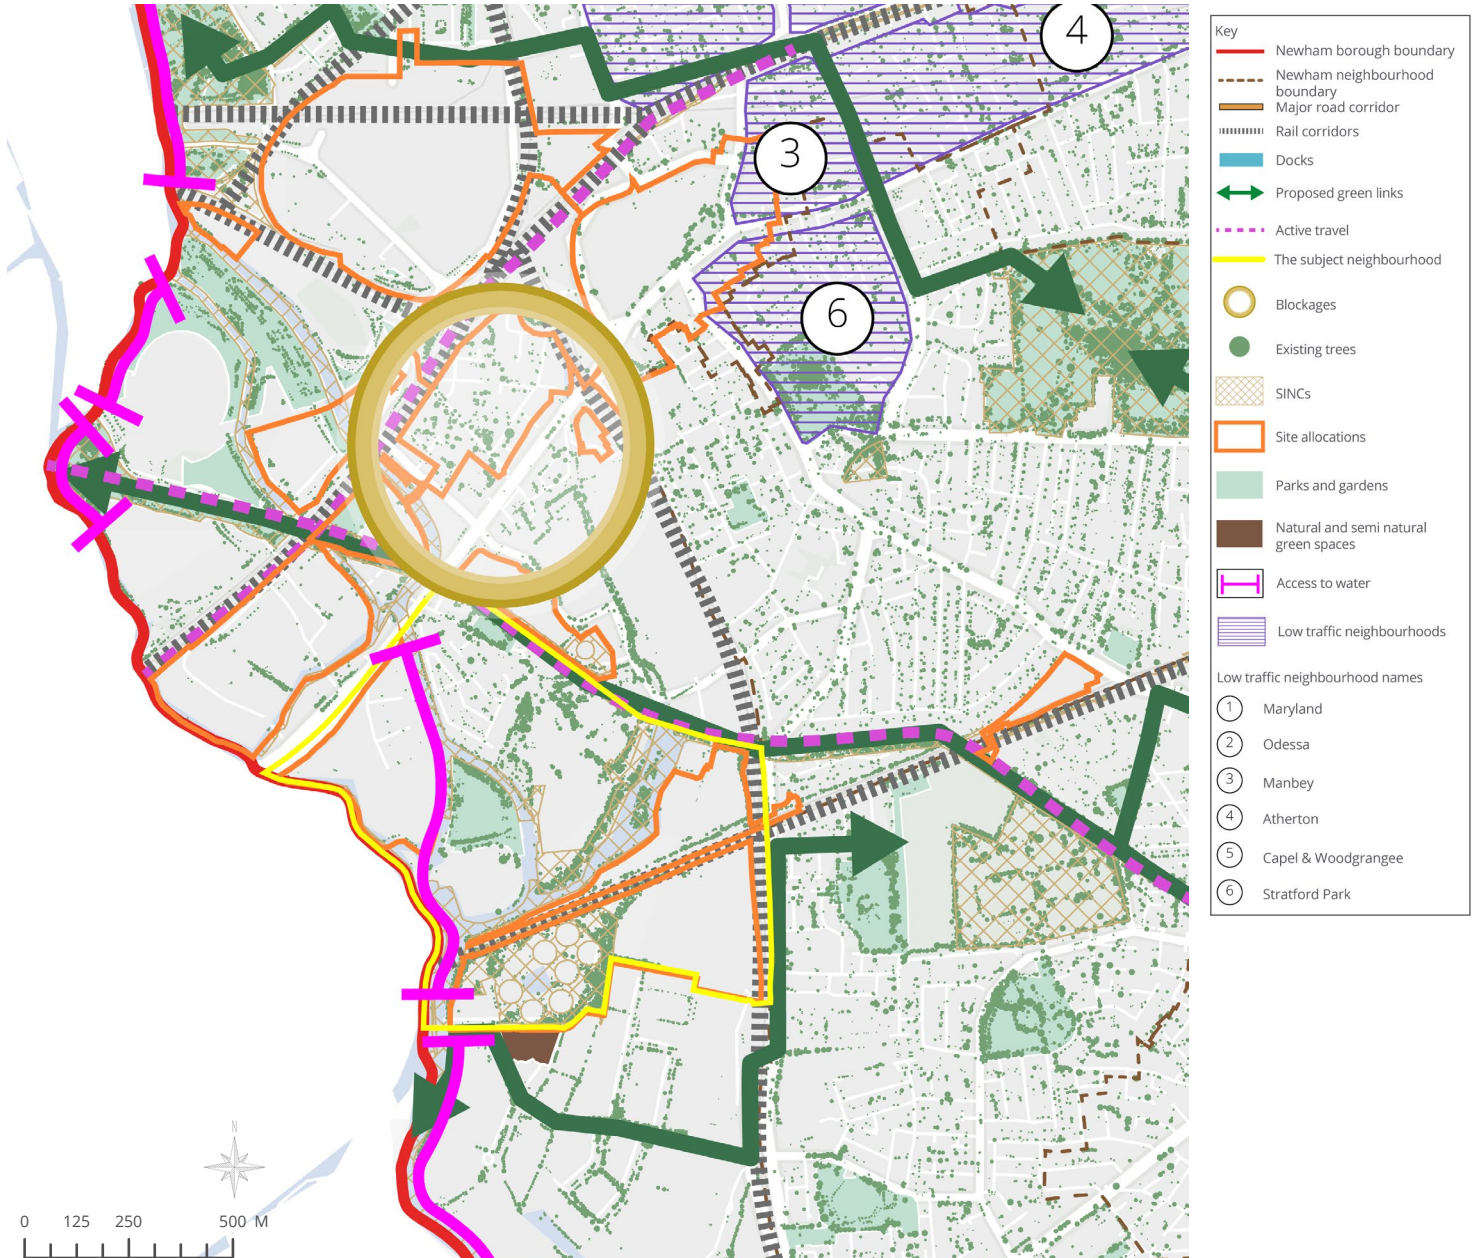 4
3
6
N
0 125 250 500 M
Key
Newham borough boundary
Newham neighbourhood
boundary
Major road corridor
Rail corridors
Docks
Proposed green links
Active travel
The subject neighbourhood
Blockages
Existing trees
SINCs
Site allocations
Parks and gardens
Natural and semi natural
green spaces
Access to water
Low traffic neighbourhoods
Low traffic neighbourhood names
1 Maryland
2 Odessa
3 Manbey
4 Atherton
5 Capel & Woodgrangee
6 Stratford Park